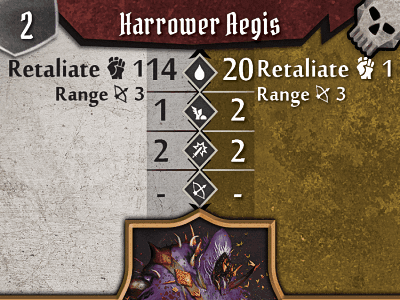 2 Harrower Aegis
Retaliate 1 14 20 Retaliate 1
Range 3 Range 3
1 2
2 2
- -